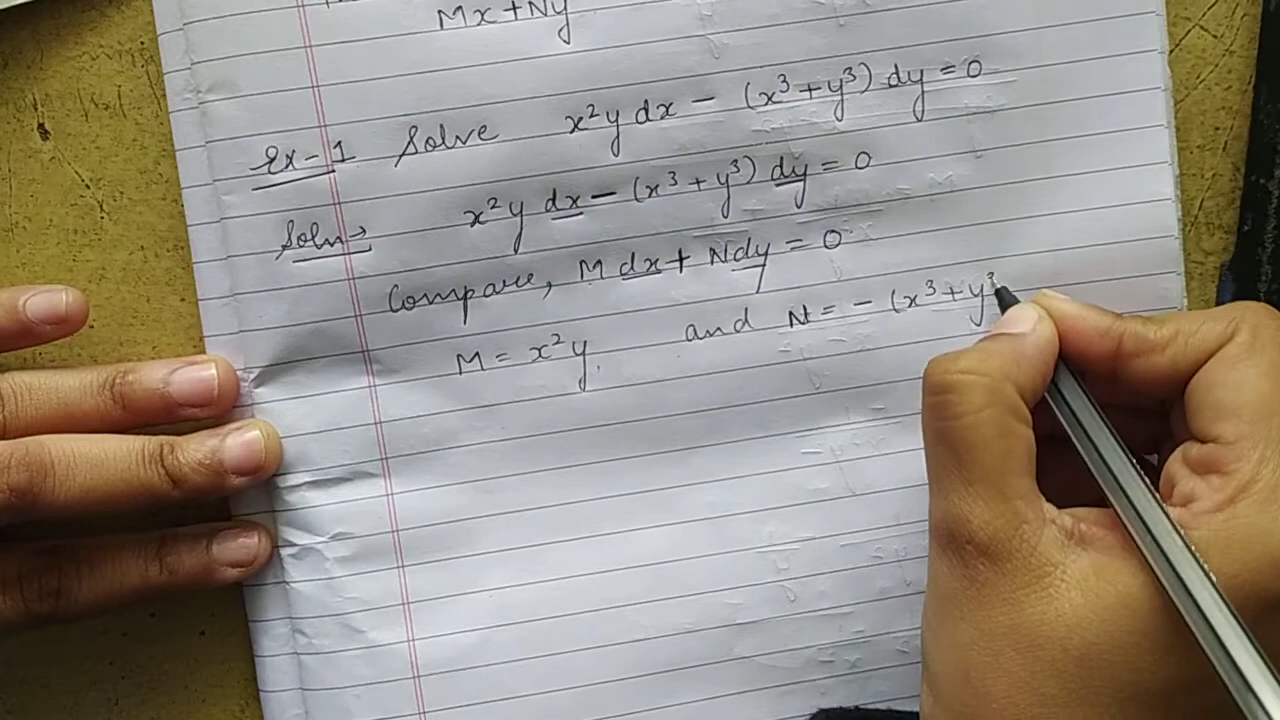 Mx+Ny
Ex-1 Solve x²y dx - (x³+y³) dy = 0
Soln→ x²y dx - (x³+y³) dy = 0
Compare, M dx + N dy = 0
M = x²y. and N = - (x³+y³